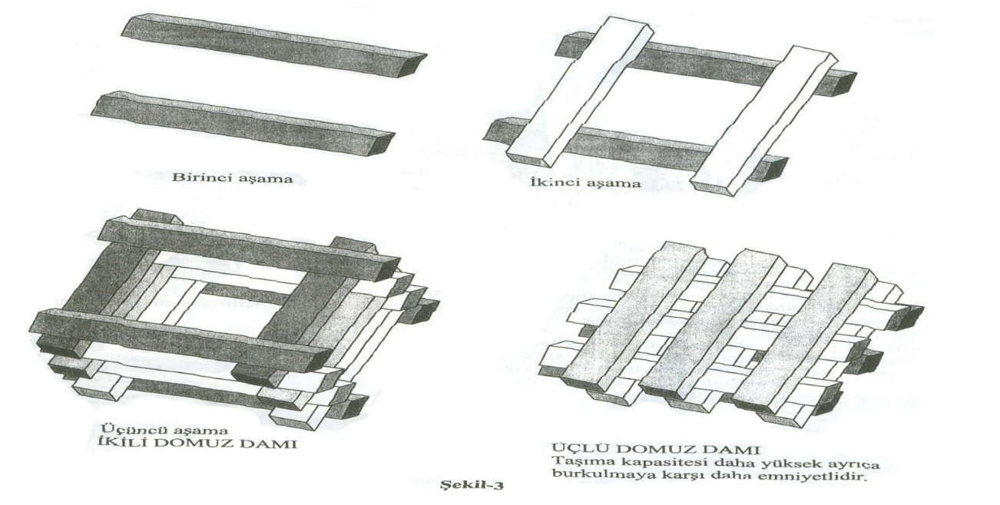 Birinci aşama
İkinci aşama
Üçüncü aşama
İKİLİ DOMUZ DAMI
ÜÇLÜ DOMUZ DAMI
Taşıma kapasitesi daha yüksek ayrıca
burkulmaya karşı daha emniyetlidir.
Şekil-3